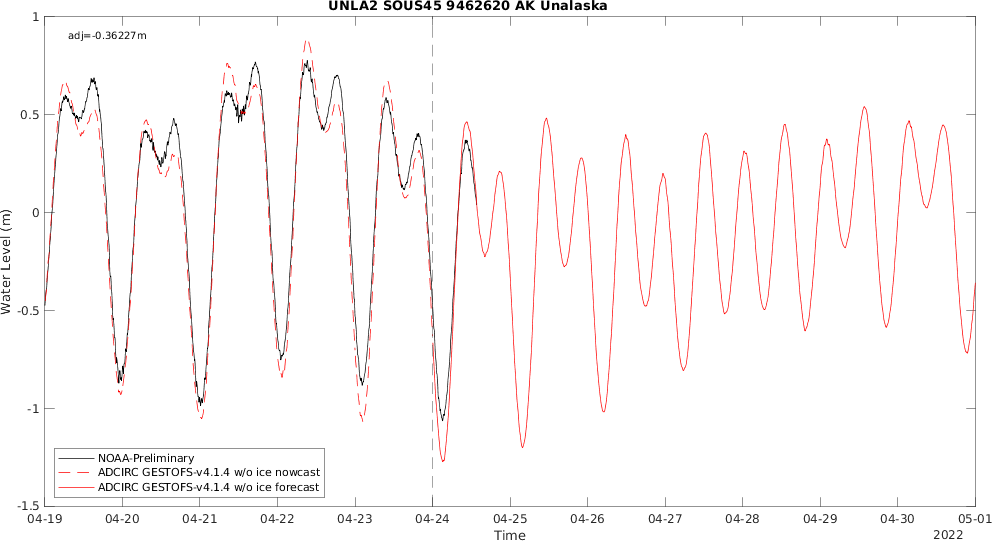 UNLA2 SOUS45 9462620 AK Unalaska
adj=-0.36227m
1
0.5
0
-0.5
-1
-1.5
Water Level (m)
NOAA-Preliminary
ADCIRC GESTOFS-v4.1.4 w/o ice nowcast
ADCIRC GESTOFS-v4.1.4 w/o ice forecast
04-19 04-20 04-21 04-22 04-23 04-24 04-25 04-26 04-27 04-28 04-29 04-30 05-01
Time
2022